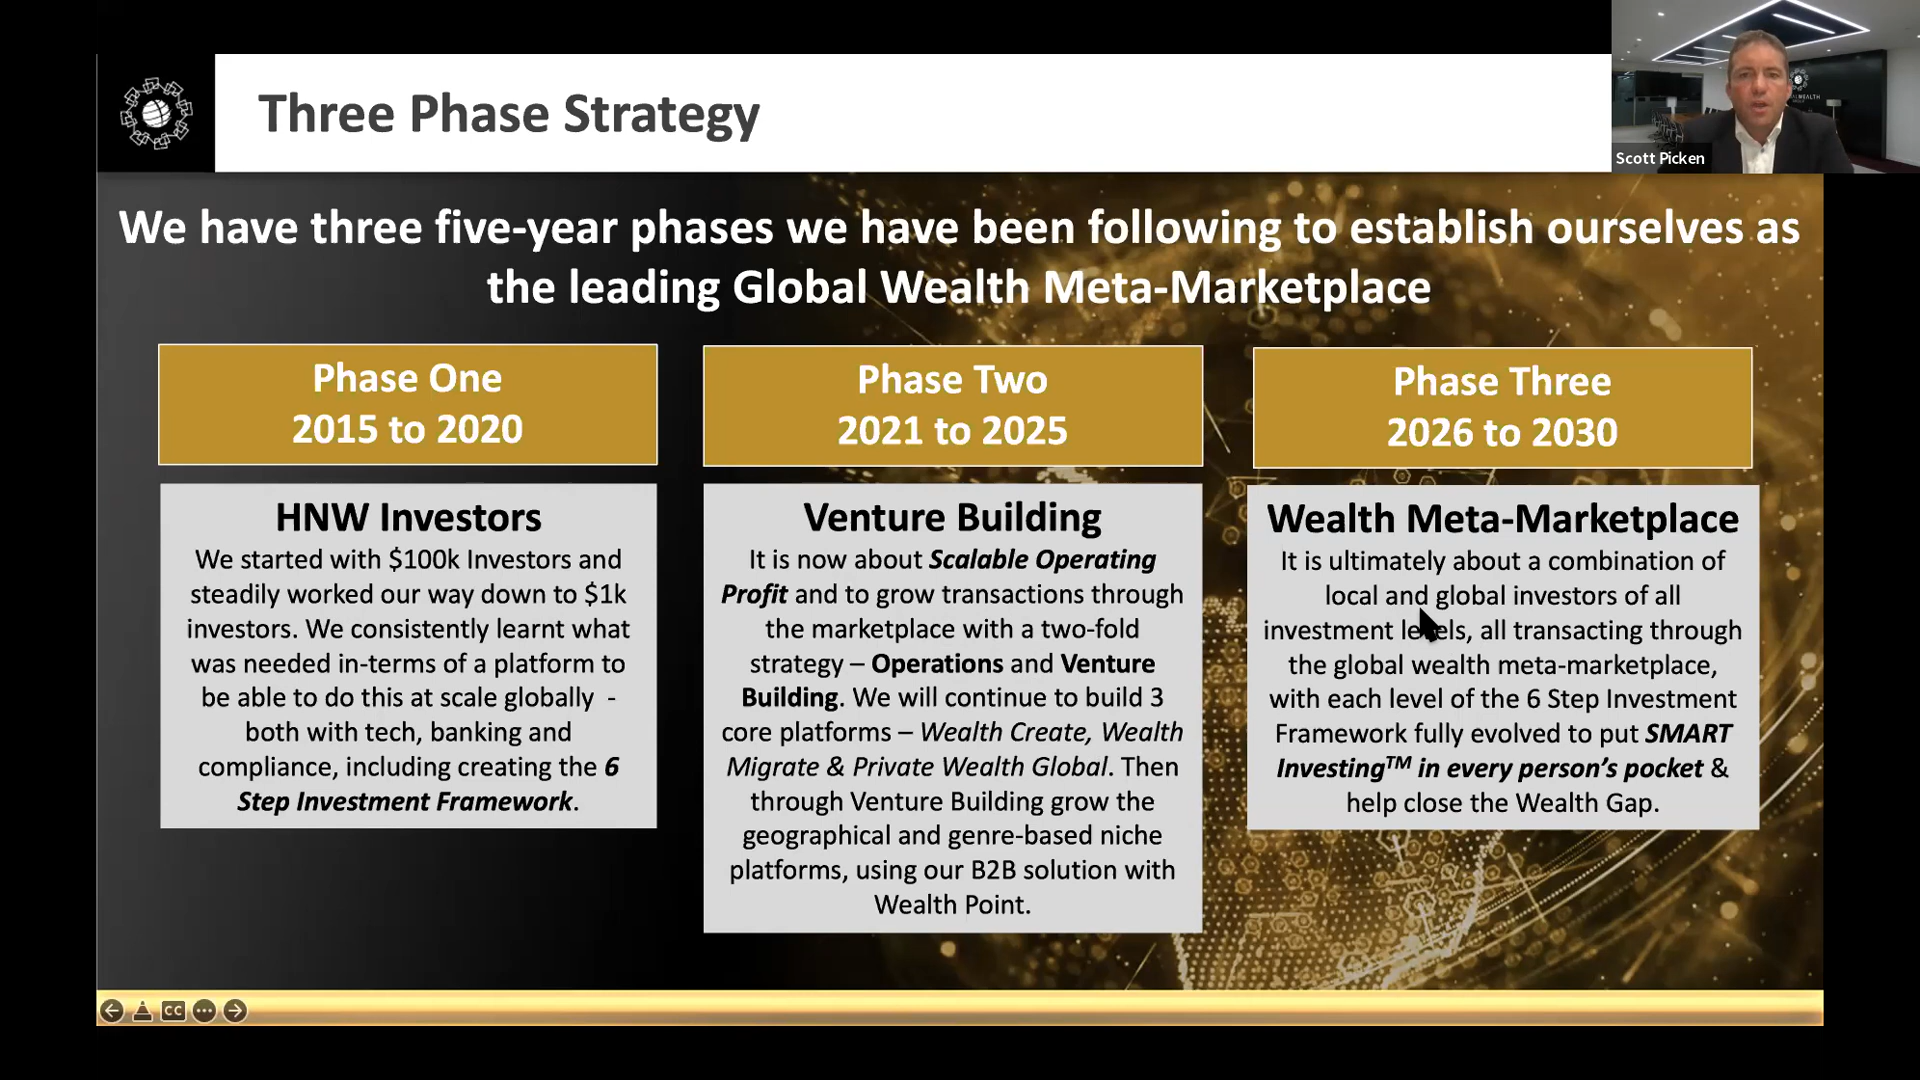 Three Phase Strategy
Scott Picken
We have three five-year phases we have been following to establish ourselves as
the leading Global Wealth Meta-Marketplace
Phase One
2015 to 2020
HNW Investors
We started with $100k Investors and
steadily worked our way down to $1k
investors. We consistently learnt what
was needed in-terms of a platform to
be able to do this at scale globally -
both with tech, banking and
compliance, including creating the 6
Step Investment Framework.
Phase Two
2021 to 2025
Venture Building
It is now about Scalable Operating
Profit and to grow transactions through
the marketplace with a two-fold
strategy – Operations and Venture
Building. We will continue to build 3
core platforms – Wealth Create, Wealth
Migrate & Private Wealth Global. Then
through Venture Building grow the
geographical and genre-based niche
platforms, using our B2B solution with
Wealth Point.
Phase Three
2026 to 2030
Wealth Meta-Marketplace
It is ultimately about a combination of
local and global investors of all
investment levels, all transacting through
the global wealth meta-marketplace,
with each level of the 6 Step Investment
Framework fully evolved to put SMART
Investing™ in every person’s pocket &
help close the Wealth Gap.
CC